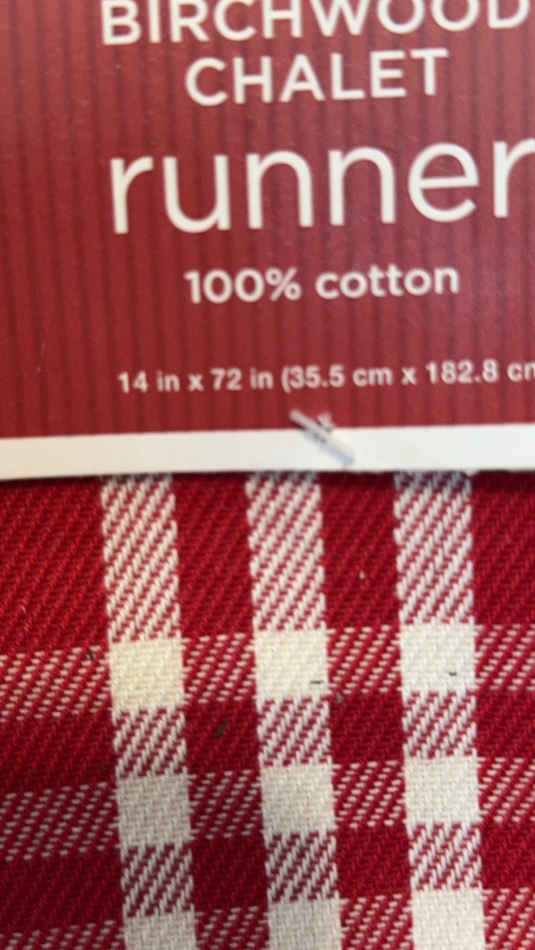 BIRCHWOOD
CHALET
runner
100% cotton
14 in x 72 in (35.5 cm x 182.8 cm